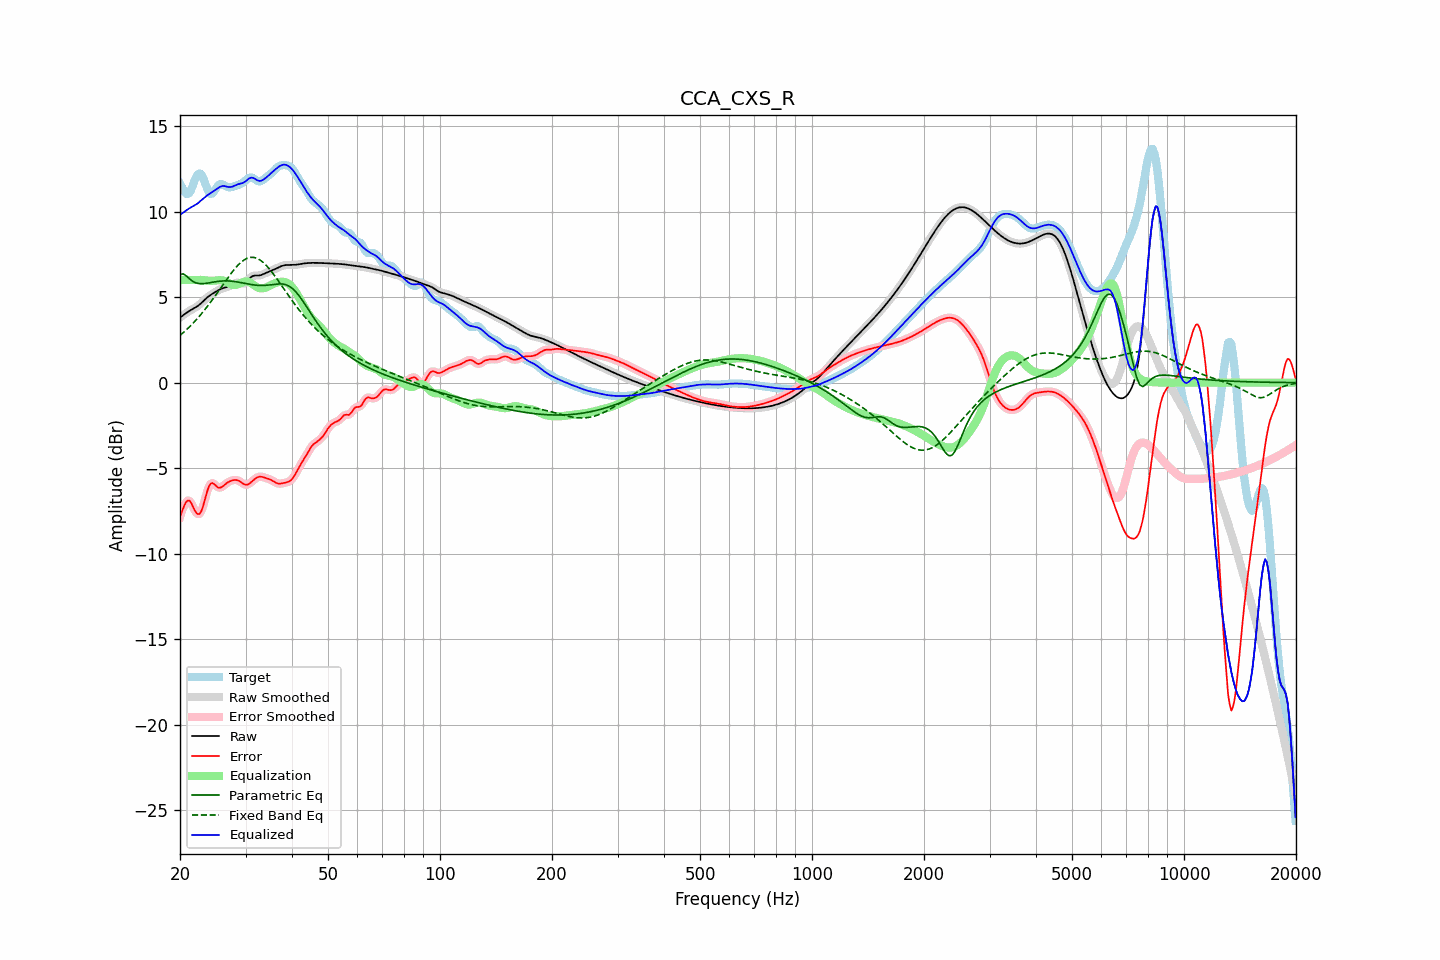 CCA_CXS_R
15
10
5
0
−5
−10
−15
−20
−25
Amplitude (dBr)
Target
Raw Smoothed
Error Smoothed
Raw
Error
Equalization
Parametric Eq
Fixed Band Eq
Equalized
20 50 100 200 500 1000 2000 5000 10000 20000
Frequency (Hz)